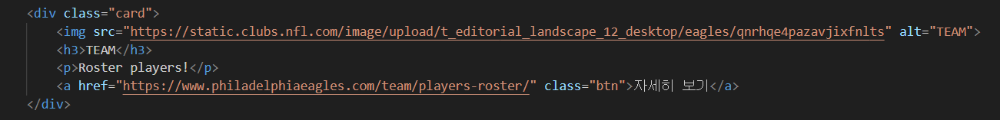 <div class="card">
<img src="https://static.clubs.nfl.com/image/upload/t_editorial_landscape_12_desktop/eagles/qnrhqe4pazavjixfnlts" alt="TEAM">
<h3>TEAM</h3>
<p>Roster players!</p>
<a href="https://www.philadelphiaeagles.com/team/players-roster/" class="btn">자세히 보기</a>
</div>